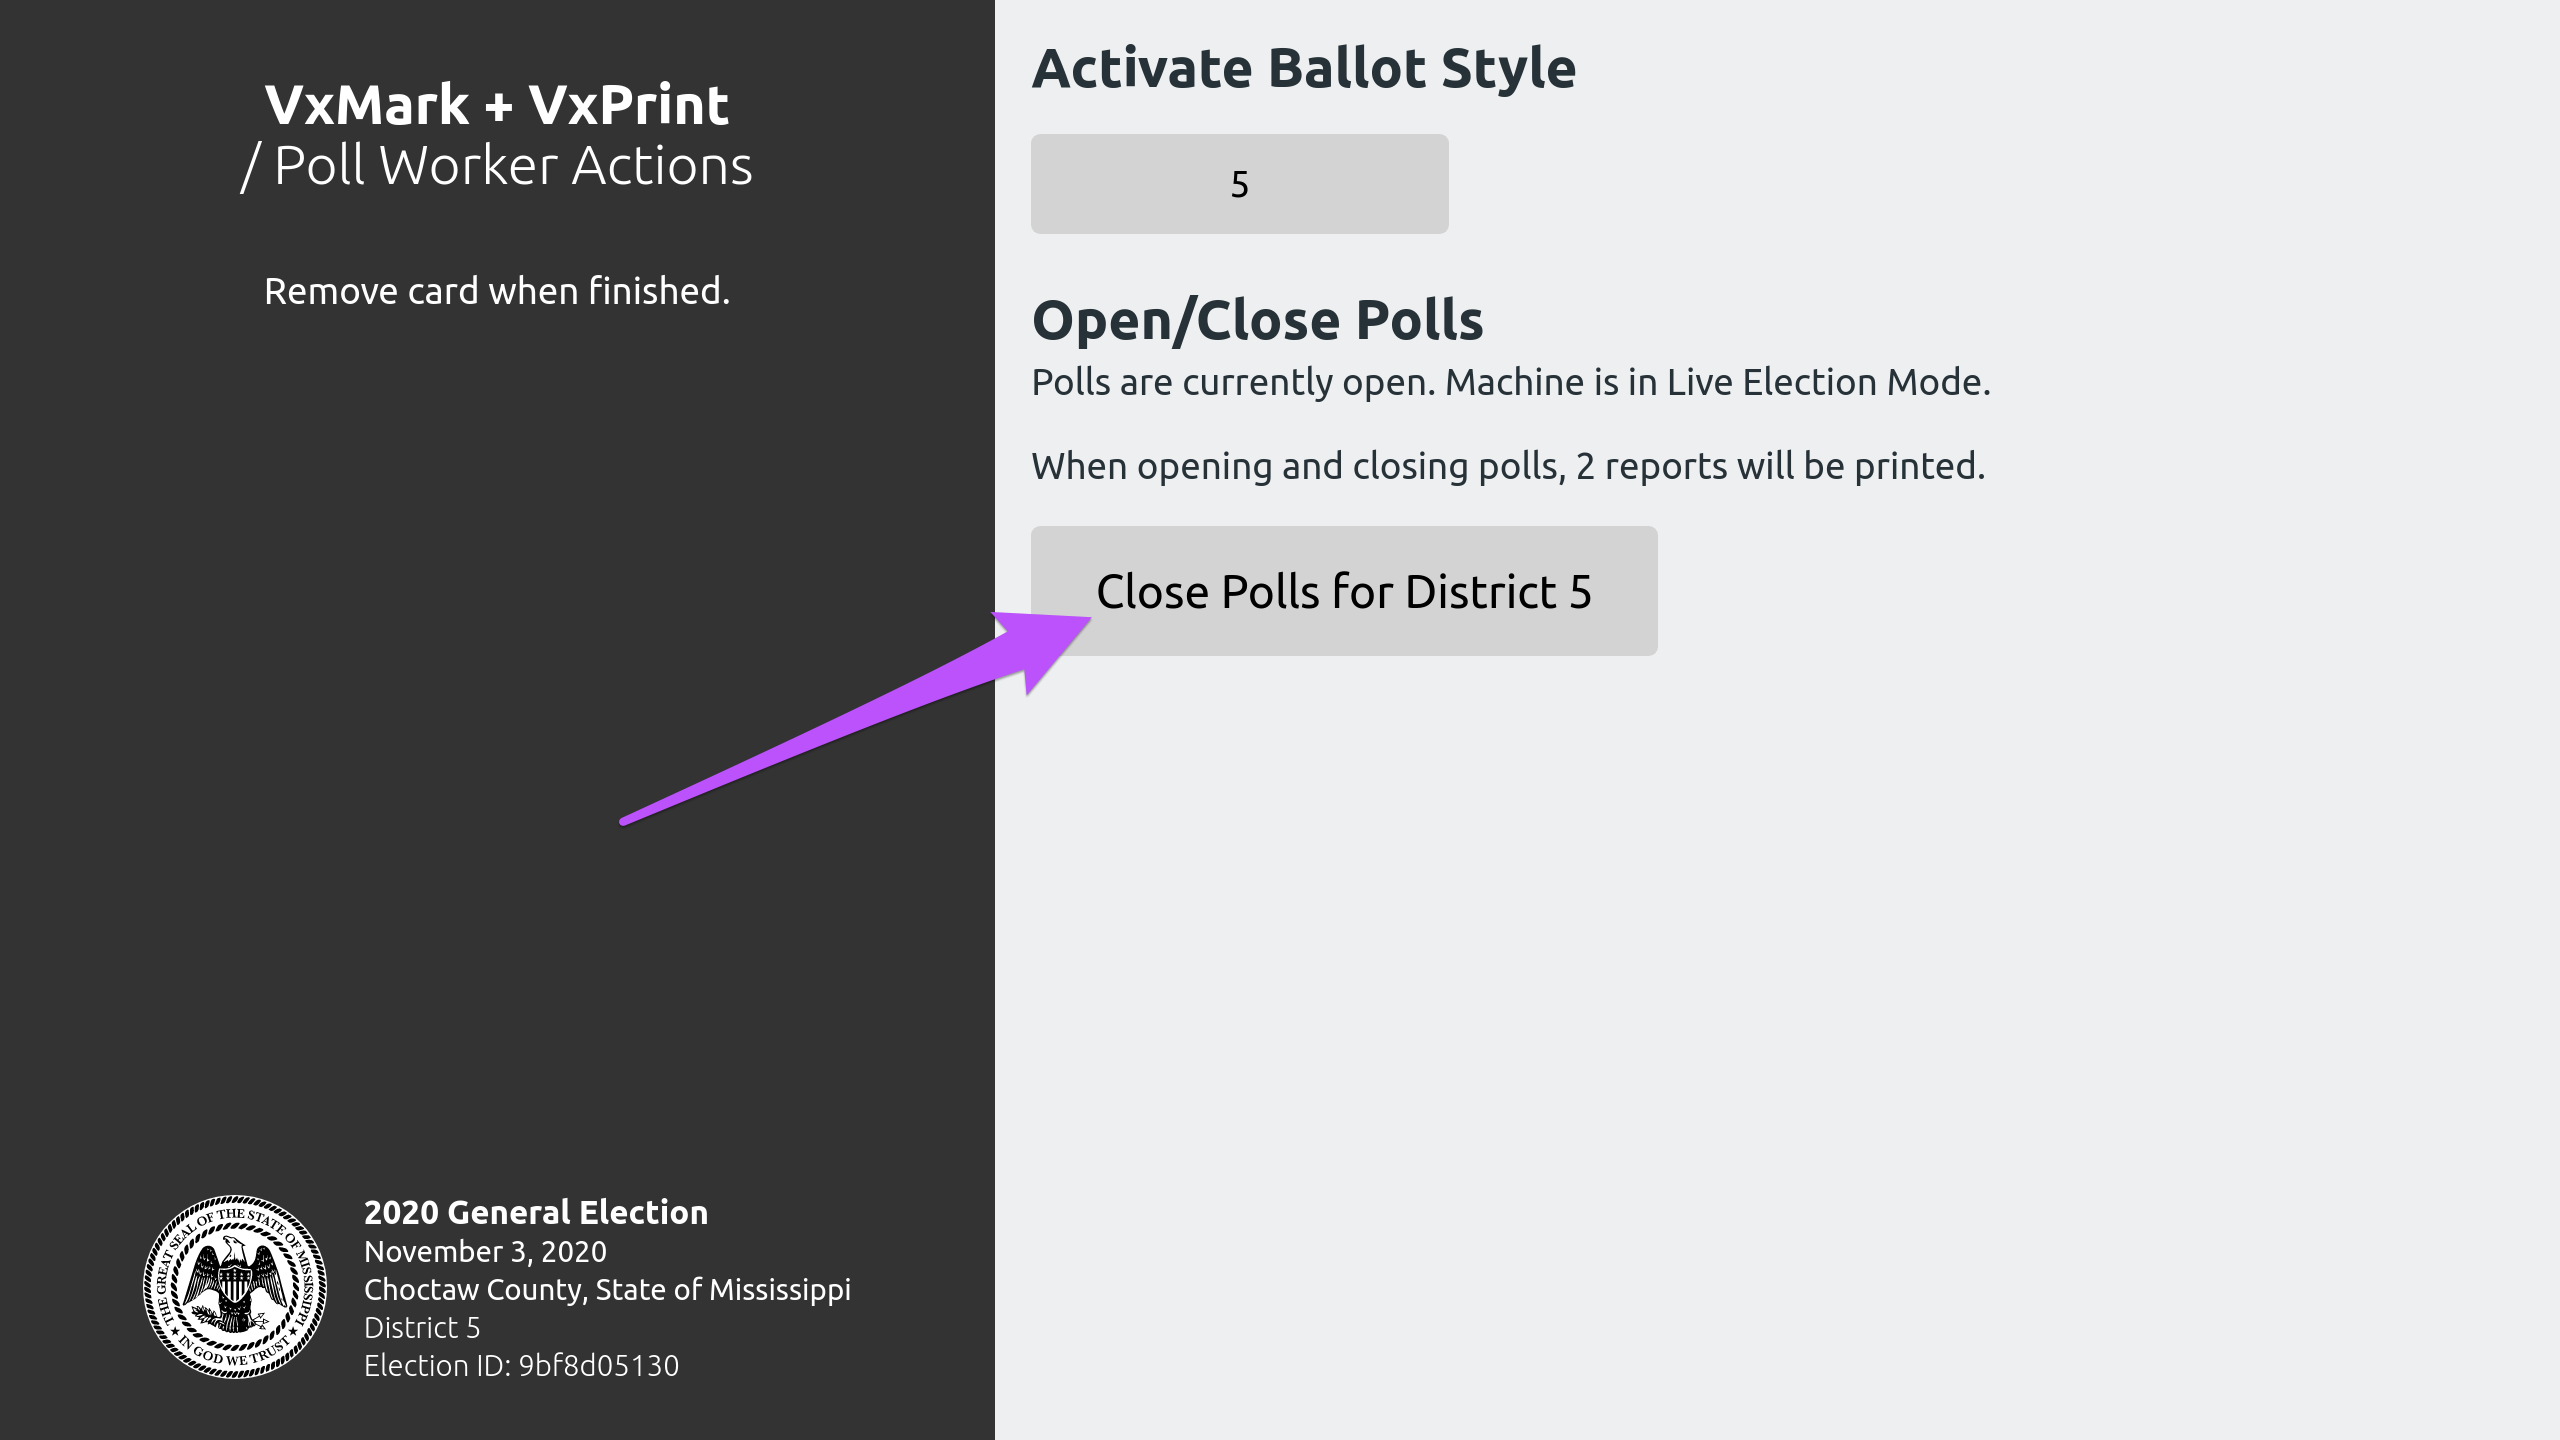 VxMark + VxPrint
/ Poll Worker Actions
Remove card when finished.
Activate Ballot Style
5
Open/Close Polls
Polls are currently open. Machine is in Live Election Mode.
When opening and closing polls, 2 reports will be printed.
Close Polls for District 5
THE GREAT SEAL OF THE STATE OF MISSISSIPPI
★ IN GOD WE TRUST ★
2020 General Election
November 3, 2020
Choctaw County, State of Mississippi
District 5
Election ID: 9bf8d05130